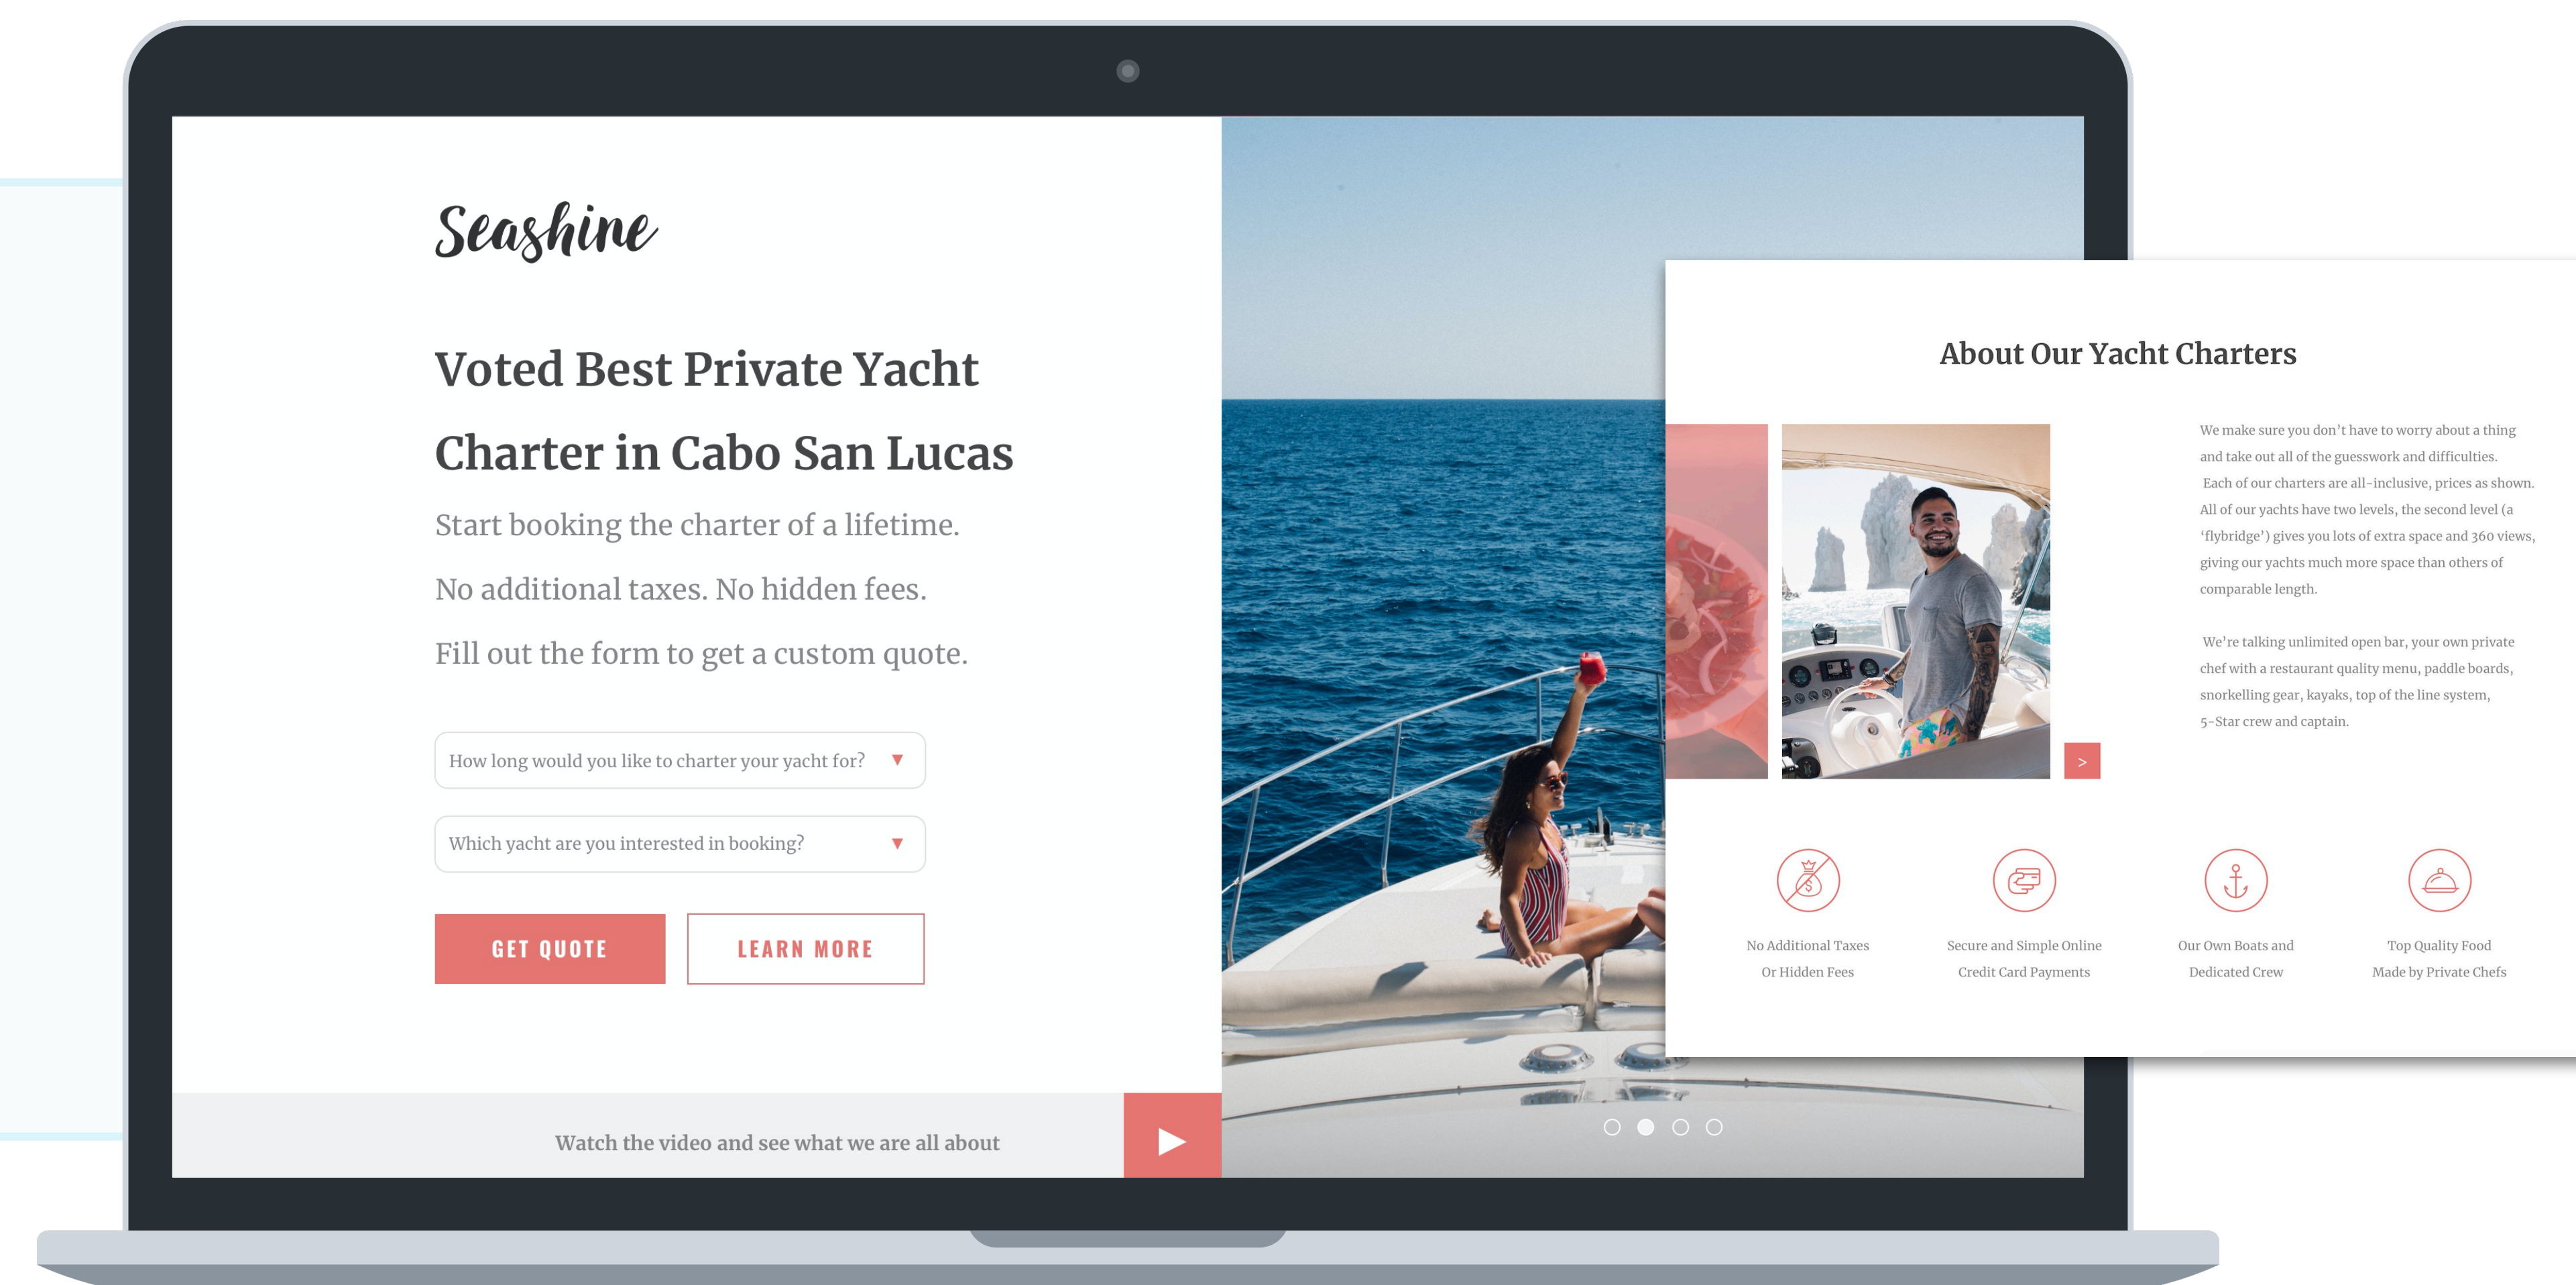 Seashine
Voted Best Private Yacht
Charter in Cabo San Lucas
Start booking the charter of a lifetime.
No additional taxes. No hidden fees.
Fill out the form to get a custom quote.
How long would you like to charter your yacht for?
Which yacht are you interested in booking?
GET QUOTE
LEARN MORE
Watch the video and see what we are all about
About Our Yacht Charters
We make sure you don’t have to worry about a thing
and take out all of the guesswork and difficulties.
Each of our charters are all-inclusive, prices as shown.
All of our yachts have two levels, the second level (a
‘flybridge’) gives you lots of extra space and 360 views,
giving our yachts much more space than others of
comparable length.
We’re talking unlimited open bar, your own private
chef with a restaurant quality menu, paddle boards,
snorkelling gear, kayaks, top of the line system,
5-Star crew and captain.
>
$
No Additional Taxes
Or Hidden Fees
Secure and Simple Online
Credit Card Payments
Our Own Boats and
Dedicated Crew
Top Quality Food
Made by Private Chefs